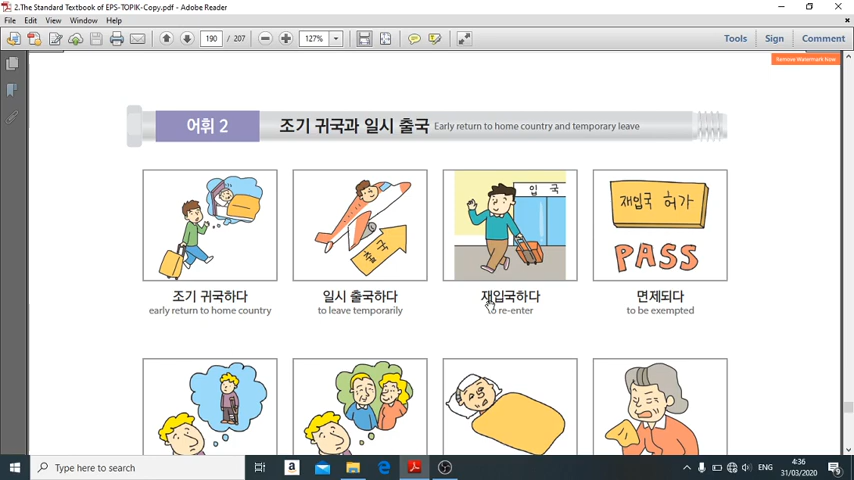 2.The Standard Textbook of EPS-TOPIK-Copy.pdf - Adobe Reader
File Edit View Window Help
190 / 207 127% Tools Sign Comment
Remove Watermark Now
어휘 2 조기 귀국과 일시 출국 Early return to home country and temporary leave
입 국
재입국 허가
출국
PASS
조기 귀국하다 일시 출국하다 재입국하다 면제되다
early return to home country to leave temporarily to re-enter to be exempted
Type here to search
ENG
4:36
31/03/2020
9